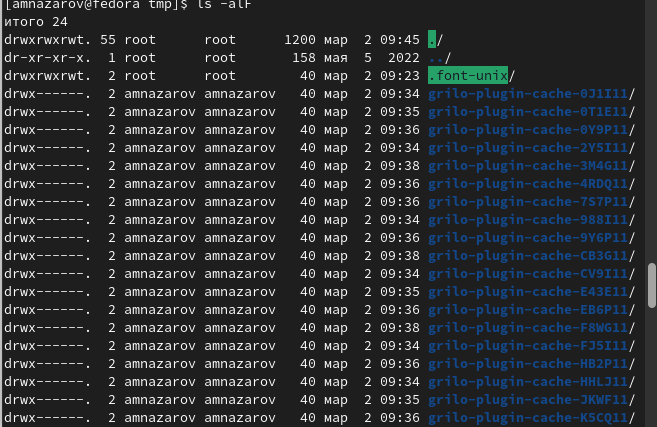 [amnazarov@fedora tmp]$ ls -alF
итого 24
drwxrwxrwt. 55 root      root      1200 мар  2 09:45 ./
dr-xr-xr-x.  1 root      root       158 мая  5  2022 ../
drwxrwxrwt.  2 root      root        40 мар  2 09:23 .font-unix/
drwx------.  2 amnazarov amnazarov   40 мар  2 09:34 grilo-plugin-cache-0J1I11/
drwx------.  2 amnazarov amnazarov   40 мар  2 09:35 grilo-plugin-cache-0T1E11/
drwx------.  2 amnazarov amnazarov   40 мар  2 09:36 grilo-plugin-cache-0Y9P11/
drwx------.  2 amnazarov amnazarov   40 мар  2 09:34 grilo-plugin-cache-2Y5I11/
drwx------.  2 amnazarov amnazarov   40 мар  2 09:38 grilo-plugin-cache-3M4G11/
drwx------.  2 amnazarov amnazarov   40 мар  2 09:36 grilo-plugin-cache-4RDQ11/
drwx------.  2 amnazarov amnazarov   40 мар  2 09:36 grilo-plugin-cache-7S7P11/
drwx------.  2 amnazarov amnazarov   40 мар  2 09:34 grilo-plugin-cache-988I11/
drwx------.  2 amnazarov amnazarov   40 мар  2 09:36 grilo-plugin-cache-9Y6P11/
drwx------.  2 amnazarov amnazarov   40 мар  2 09:38 grilo-plugin-cache-CB3G11/
drwx------.  2 amnazarov amnazarov   40 мар  2 09:34 grilo-plugin-cache-CV9I11/
drwx------.  2 amnazarov amnazarov   40 мар  2 09:35 grilo-plugin-cache-E43E11/
drwx------.  2 amnazarov amnazarov   40 мар  2 09:36 grilo-plugin-cache-EB6P11/
drwx------.  2 amnazarov amnazarov   40 мар  2 09:38 grilo-plugin-cache-F8WG11/
drwx------.  2 amnazarov amnazarov   40 мар  2 09:34 grilo-plugin-cache-FJ5I11/
drwx------.  2 amnazarov amnazarov   40 мар  2 09:36 grilo-plugin-cache-HB2P11/
drwx------.  2 amnazarov amnazarov   40 мар  2 09:34 grilo-plugin-cache-HHLJ11/
drwx------.  2 amnazarov amnazarov   40 мар  2 09:35 grilo-plugin-cache-JKWF11/
drwx------.  2 amnazarov amnazarov   40 мар  2 09:36 grilo-plugin-cache-K5CQ11/